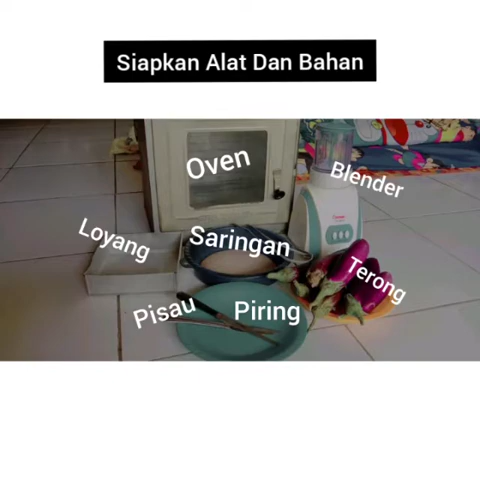 Siapkan Alat Dan Bahan
Oven
Blender
Loyang
Saringan
Terong
Pisau
Piring